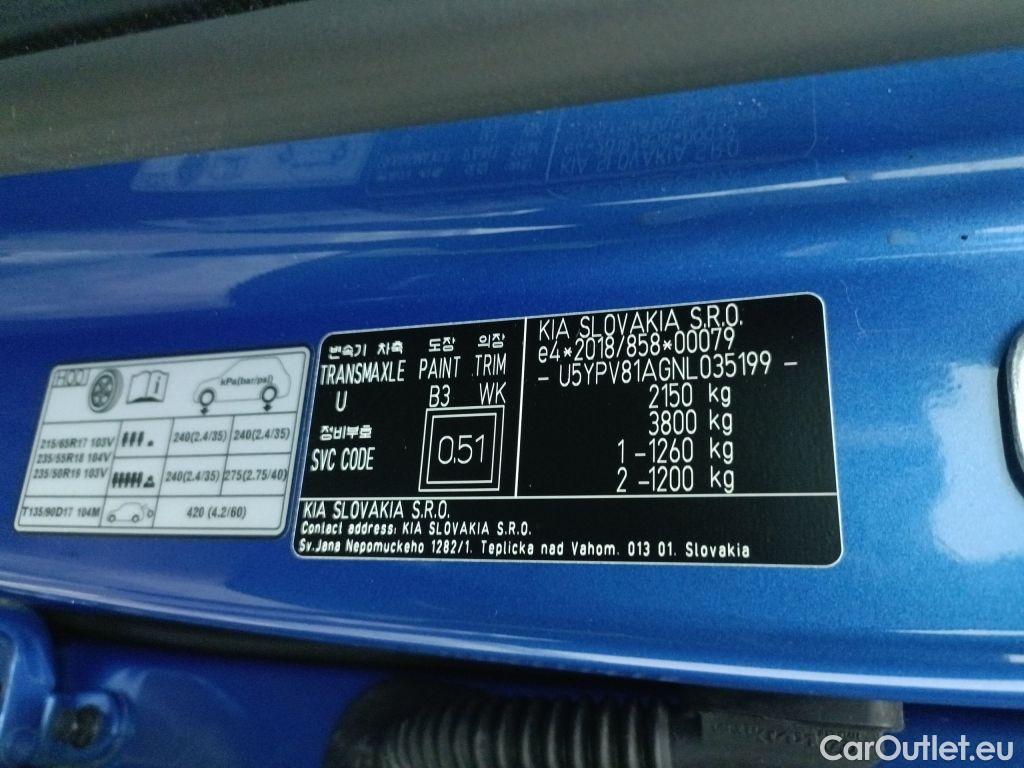 HQ01
kPa(bar/psi)
215/65R17 103V
235/55R18 104V
235/50R19 103V
240(2.4/35) 240(2.4/35)
240(2.4/35) 275(2.75/40)
T135/90D17 104M 420 (4.2/60)
변속기 차축 도장 의장
TRANSMAXLE PAINT TRIM
U B3 WK
정비부호
SVC CODE 0.51
KIA SLOVAKIA S.R.O.
e4*2018/858*00079
- U5YPV81AGNL035199 -
2150 kg
3800 kg
1 -1260 kg
2 -1200 kg
KIA SLOVAKIA S.R.O.
Contact address: KIA SLOVAKIA S.R.O.
Sv.Jana Nepomuckeho 1282/1. Teplicka nad Vahom. 013 01. Slovakia
CarOutlet.eu